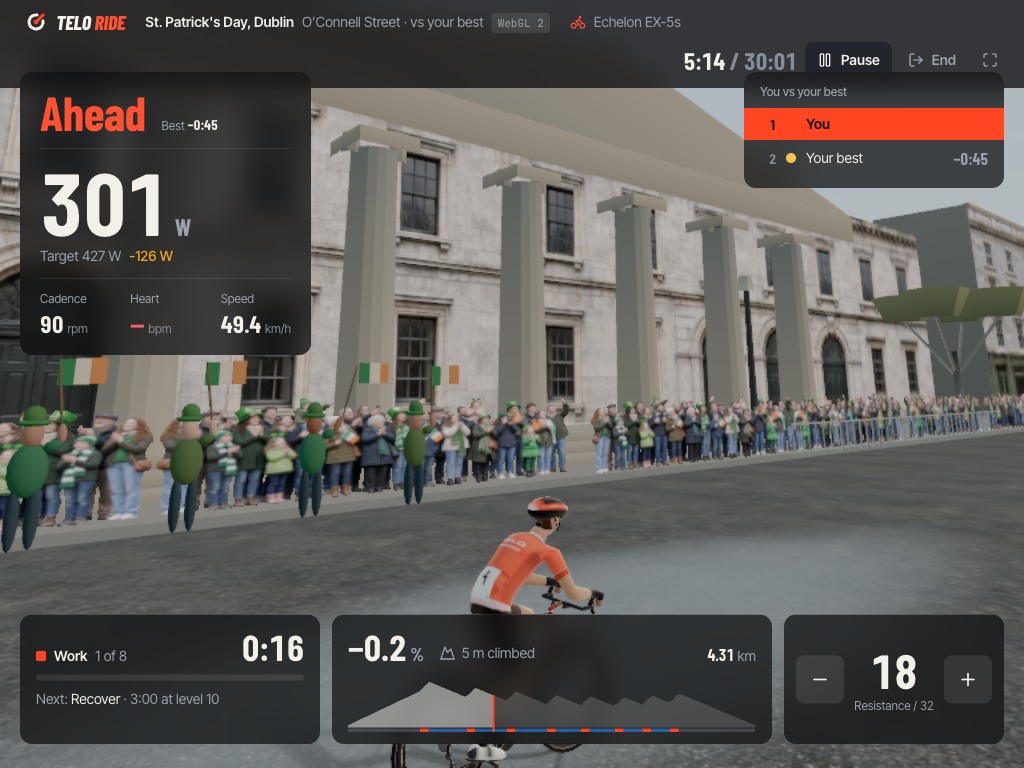 TELO RIDE St. Patrick's Day, Dublin O'Connell Street · vs your best WebGL 2 Echelon EX-5s
5:14 / 30:01 Pause End
Ahead Best −0:45
301 W
Target 427 W -126 W
Cadence Heart Speed
90 rpm — bpm 49.4 km/h
You vs your best
1 You
2 Your best −0:45
Work 1 of 8 0:16
Next: Recover · 3:00 at level 10
−0.2 % 5 m climbed 4.31 km
− 18 +
Resistance / 32